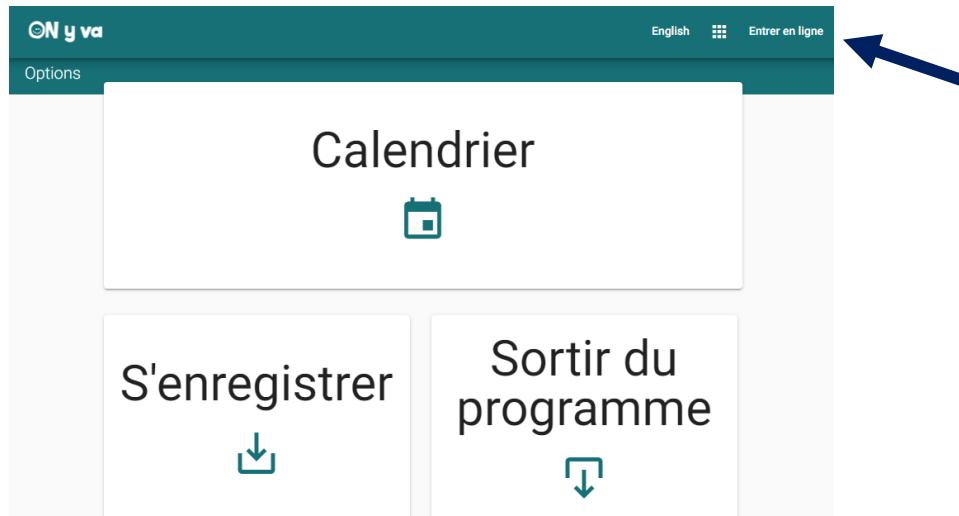 ON y va
English
Entrer en ligne
Options
Calendrier
S'enregistrer
Sortir du
programme